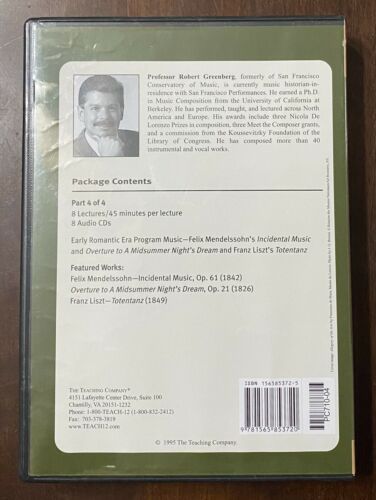 Professor Robert Greenberg, formerly of San Francisco
Conservatory of Music, is currently music historian-in-
residence with San Francisco Performances. He earned a Ph.D.
in Music Composition from the University of California at
Berkeley. He has performed, taught, and lectured across North
America and Europe. His awards include three Nicola De
Lorenzo Prizes in composition, three Meet the Composer grants,
and a commission from the Koussevitzky Foundation of the
Library of Congress. He has composed more than 40
instrumental and vocal works.
Package Contents
Part 4 of 4
8 Lectures/45 minutes per lecture
8 Audio CDs
Early Romantic Era Program Music—Felix Mendelssohn's Incidental Music
and Overture to A Midsummer Night's Dream and Franz Liszt's Totentanz
Featured Works:
Felix Mendelssohn—Incidental Music, Op. 61 (1842)
Overture to A Midsummer Night's Dream, Op. 21 (1826)
Franz Liszt—Totentanz (1849)
THE TEACHING COMPANY®
4151 Lafayette Center Drive, Suite 100
Chantilly, VA 20151-1232
Phone: 1-800-TEACH-12 (1-800-832-2412)
Fax: 703-378-3819
WWW.TEACH12.COM
ISBN 156585372-5
9 781565 853720
PC710-04
© 1995 The Teaching Company.